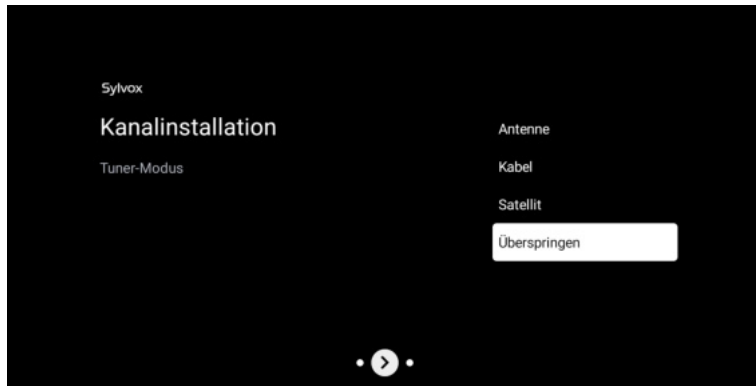 Sylvox
Kanalinstallation
Tuner-Modus
Antenne
Kabel
Satellit
Überspringen